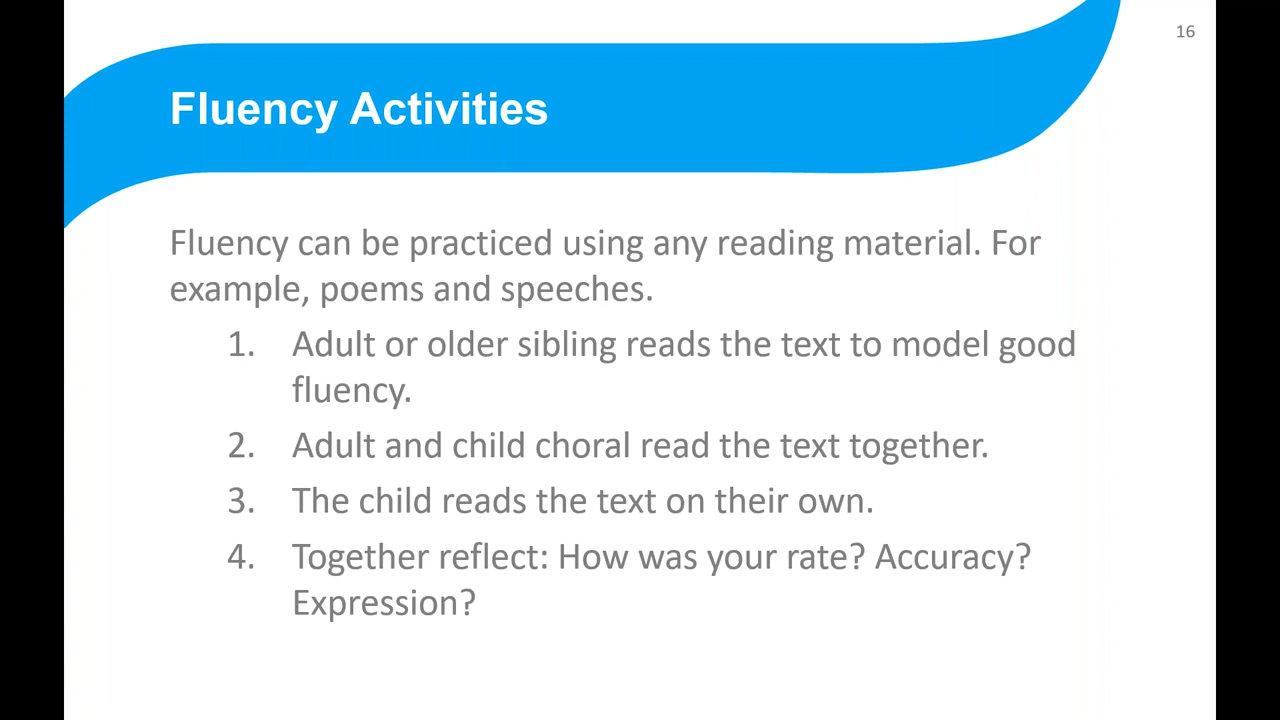 16
Fluency Activities
Fluency can be practiced using any reading material. For
example, poems and speeches.
1. Adult or older sibling reads the text to model good
fluency.
2. Adult and child choral read the text together.
3. The child reads the text on their own.
4. Together reflect: How was your rate? Accuracy?
Expression?